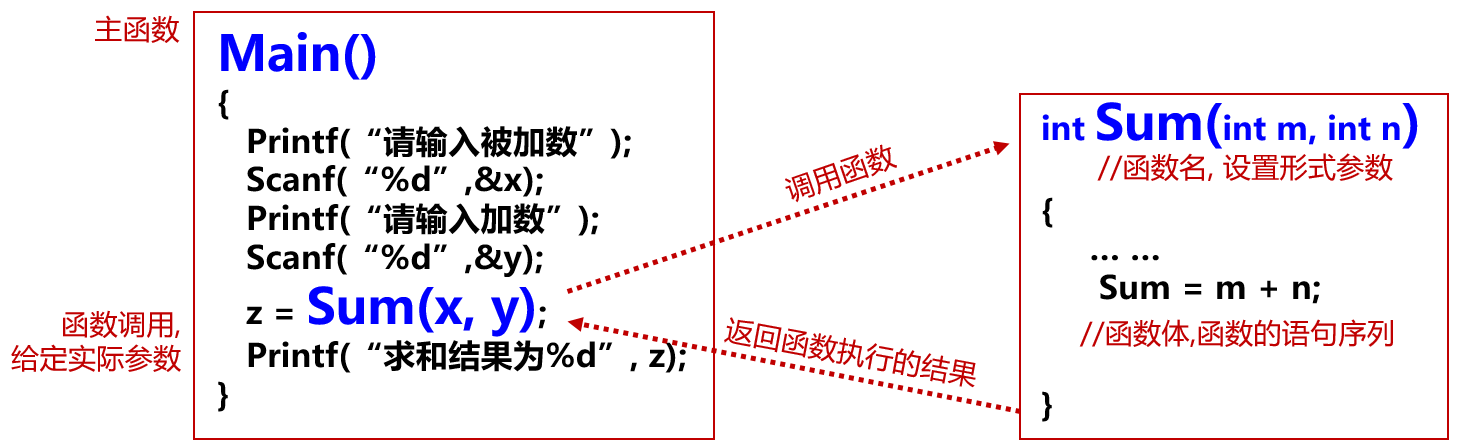 主函数
Main()
{
Printf( “请输入被加数” );
Scanf( “%d” ,&x);
Printf( “请输入加数” );
Scanf( “%d” ,&y);
z = Sum(x, y);
Printf( “求和结果为%d” , z);
}
函数调用,
给定实际参数
调用函数
返回函数执行的结果
int Sum(int m, int n)
//函数名, 设置形式参数
{
... ...
Sum = m + n;
//函数体,函数的语句序列
}